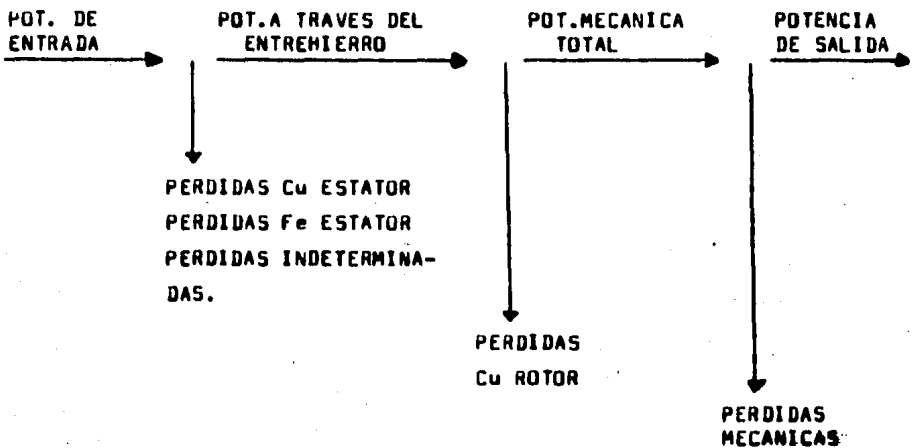 POT. DE
ENTRADA
POT.A TRAVES DEL
ENTREHIERRO
POT.MECANICA
TOTAL
POTENCIA
DE SALIDA
PERDIDAS Cu ESTATOR
PERDIDAS Fe ESTATOR
PERDIDAS INDETERMINA-
DAS.
PERDIDAS
Cu ROTOR
PERDIDAS
MECANICAS